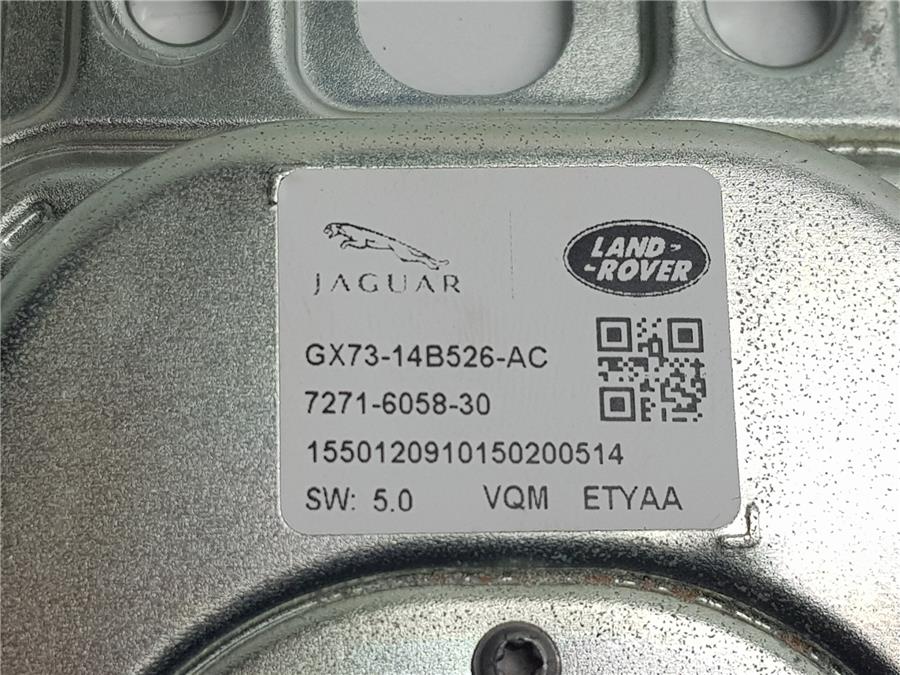 JAGUAR
LAND-
-ROVER
GX73-14B526-AC
7271-6058-30
1550120910150200514
SW: 5.0 VQM ETYAA